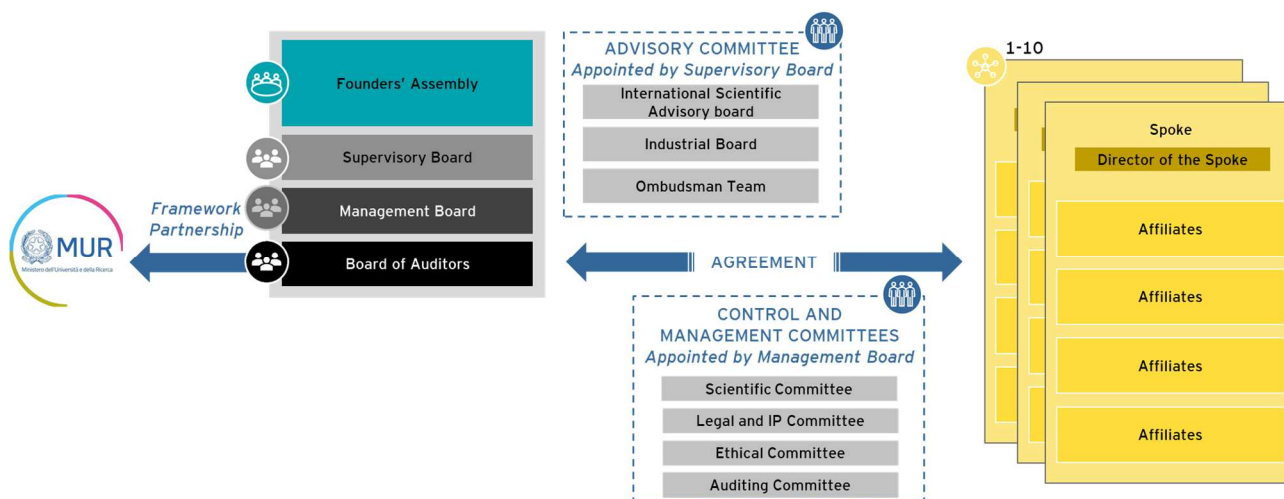 Founders' Assembly
Supervisory Board
Management Board
Board of Auditors
Framework
Partnership
MUR
Ministero dell'Università e della Ricerca
ADVISORY COMMITTEE
Appointed by Supervisory Board
International Scientific
Advisory board
Industrial Board
Ombudsman Team
AGREEMENT
CONTROL AND
MANAGEMENT COMMITTEES
Appointed by Management Board
Scientific Committee
Legal and IP Committee
Ethical Committee
Auditing Committee
1-10
Spoke
Director of the Spoke
Affiliates
Affiliates
Affiliates
Affiliates